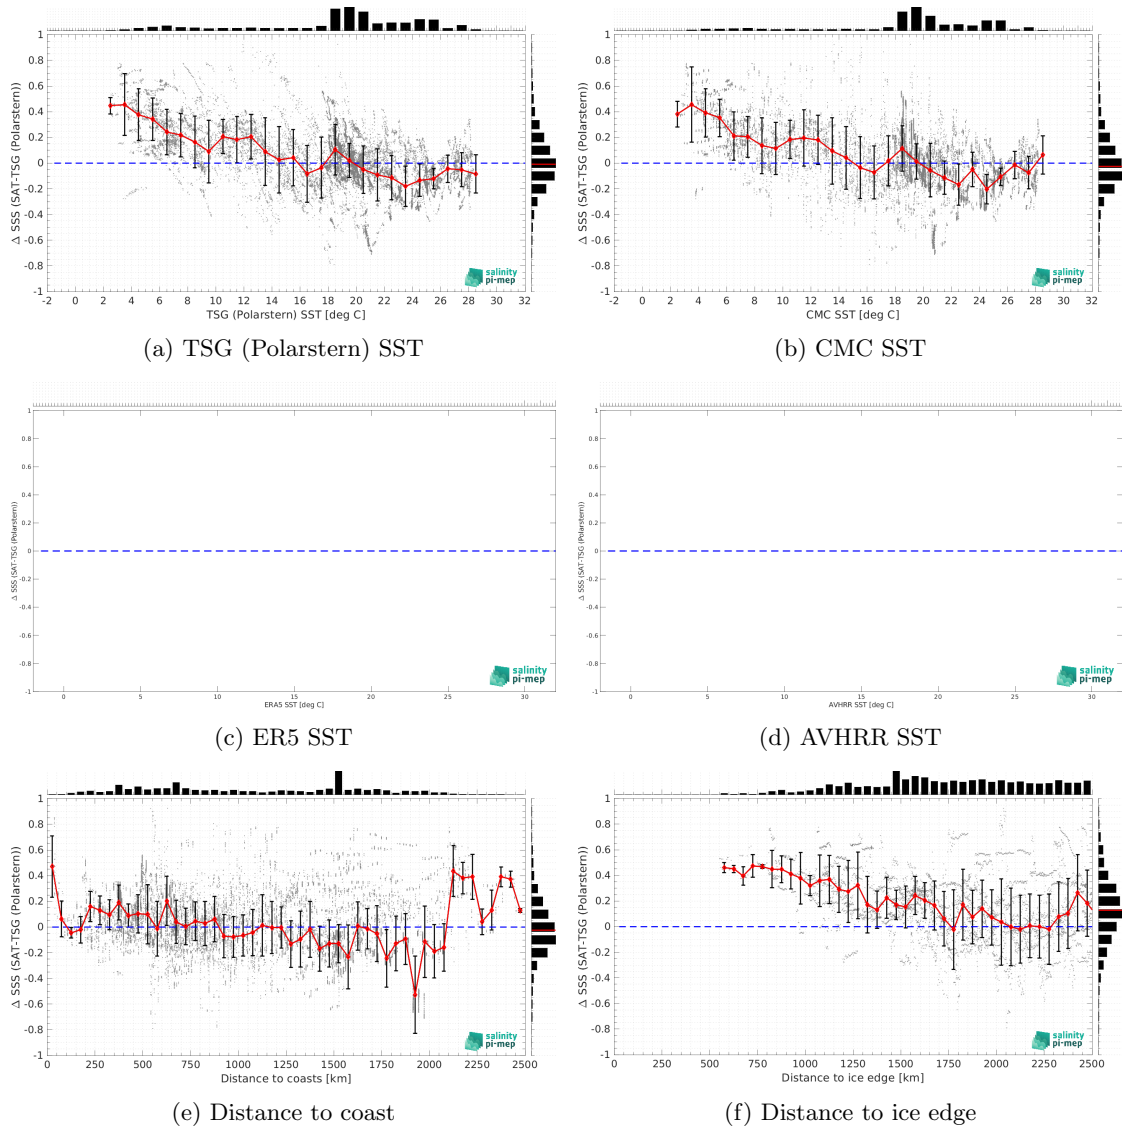 1
0.8
0.6
0.4
0.2
0
-0.2
-0.4
-0.6
-0.8
-1
Δ SSS (SAT-TSG (Polarstern))
-2 0 2 4 6 8 10 12 14 16 18 20 22 24 26 28 30 32
TSG (Polarstern) SST [deg C]
salinity
pi-mep
(a) TSG (Polarstern) SST
1
0.8
0.6
0.4
0.2
0
-0.2
-0.4
-0.6
-0.8
-1
Δ SSS (SAT-TSG (Polarstern))
-2 0 2 4 6 8 10 12 14 16 18 20 22 24 26 28 30 32
CMC SST [deg C]
salinity
pi-mep
(b) CMC SST
1
0.8
0.6
0.4
0.2
0
-0.2
-0.4
-0.6
-0.8
-1
Δ SSS (SAT-TSG (Polarstern))
0 5 10 15 20 25 30
ERA5 SST [deg C]
salinity
pi-mep
(c) ER5 SST
1
0.8
0.6
0.4
0.2
0
-0.2
-0.4
-0.6
-0.8
-1
Δ SSS (SAT-TSG (Polarstern))
0 5 10 15 20 25 30
AVHRR SST [deg C]
salinity
pi-mep
(d) AVHRR SST
1
0.8
0.6
0.4
0.2
0
-0.2
-0.4
-0.6
-0.8
-1
Δ SSS (SAT-TSG (Polarstern))
0 250 500 750 1000 1250 1500 1750 2000 2250 2500
Distance to coasts [km]
salinity
pi-mep
(e) Distance to coast
1
0.8
0.6
0.4
0.2
0
-0.2
-0.4
-0.6
-0.8
-1
Δ SSS (SAT-TSG (Polarstern))
0 500 750 1000 1250 1500 1750 2000 2250 2500
Distance to ice edge [km]
salinity
pi-mep
(f) Distance to ice edge